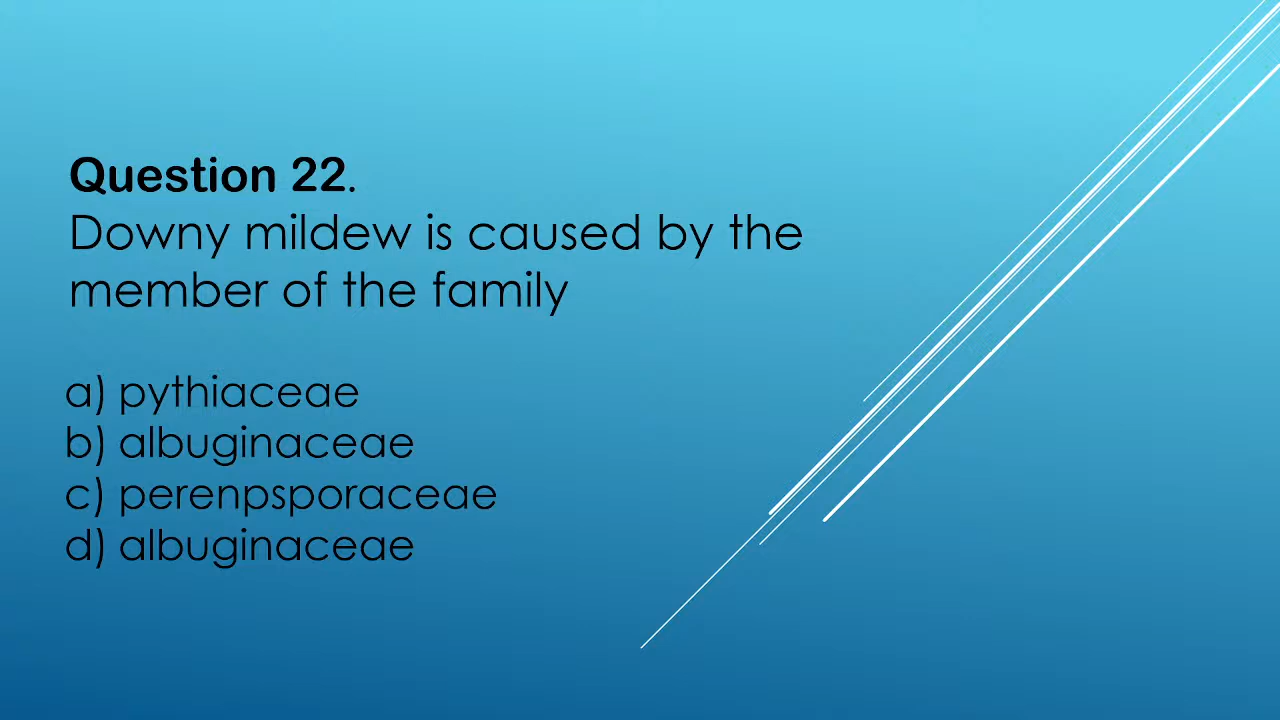 Question 22.
Downy mildew is caused by the
member of the family
a) pythiaceae
b) albuginaceae
c) perenpsporaceae
d) albuginaceae